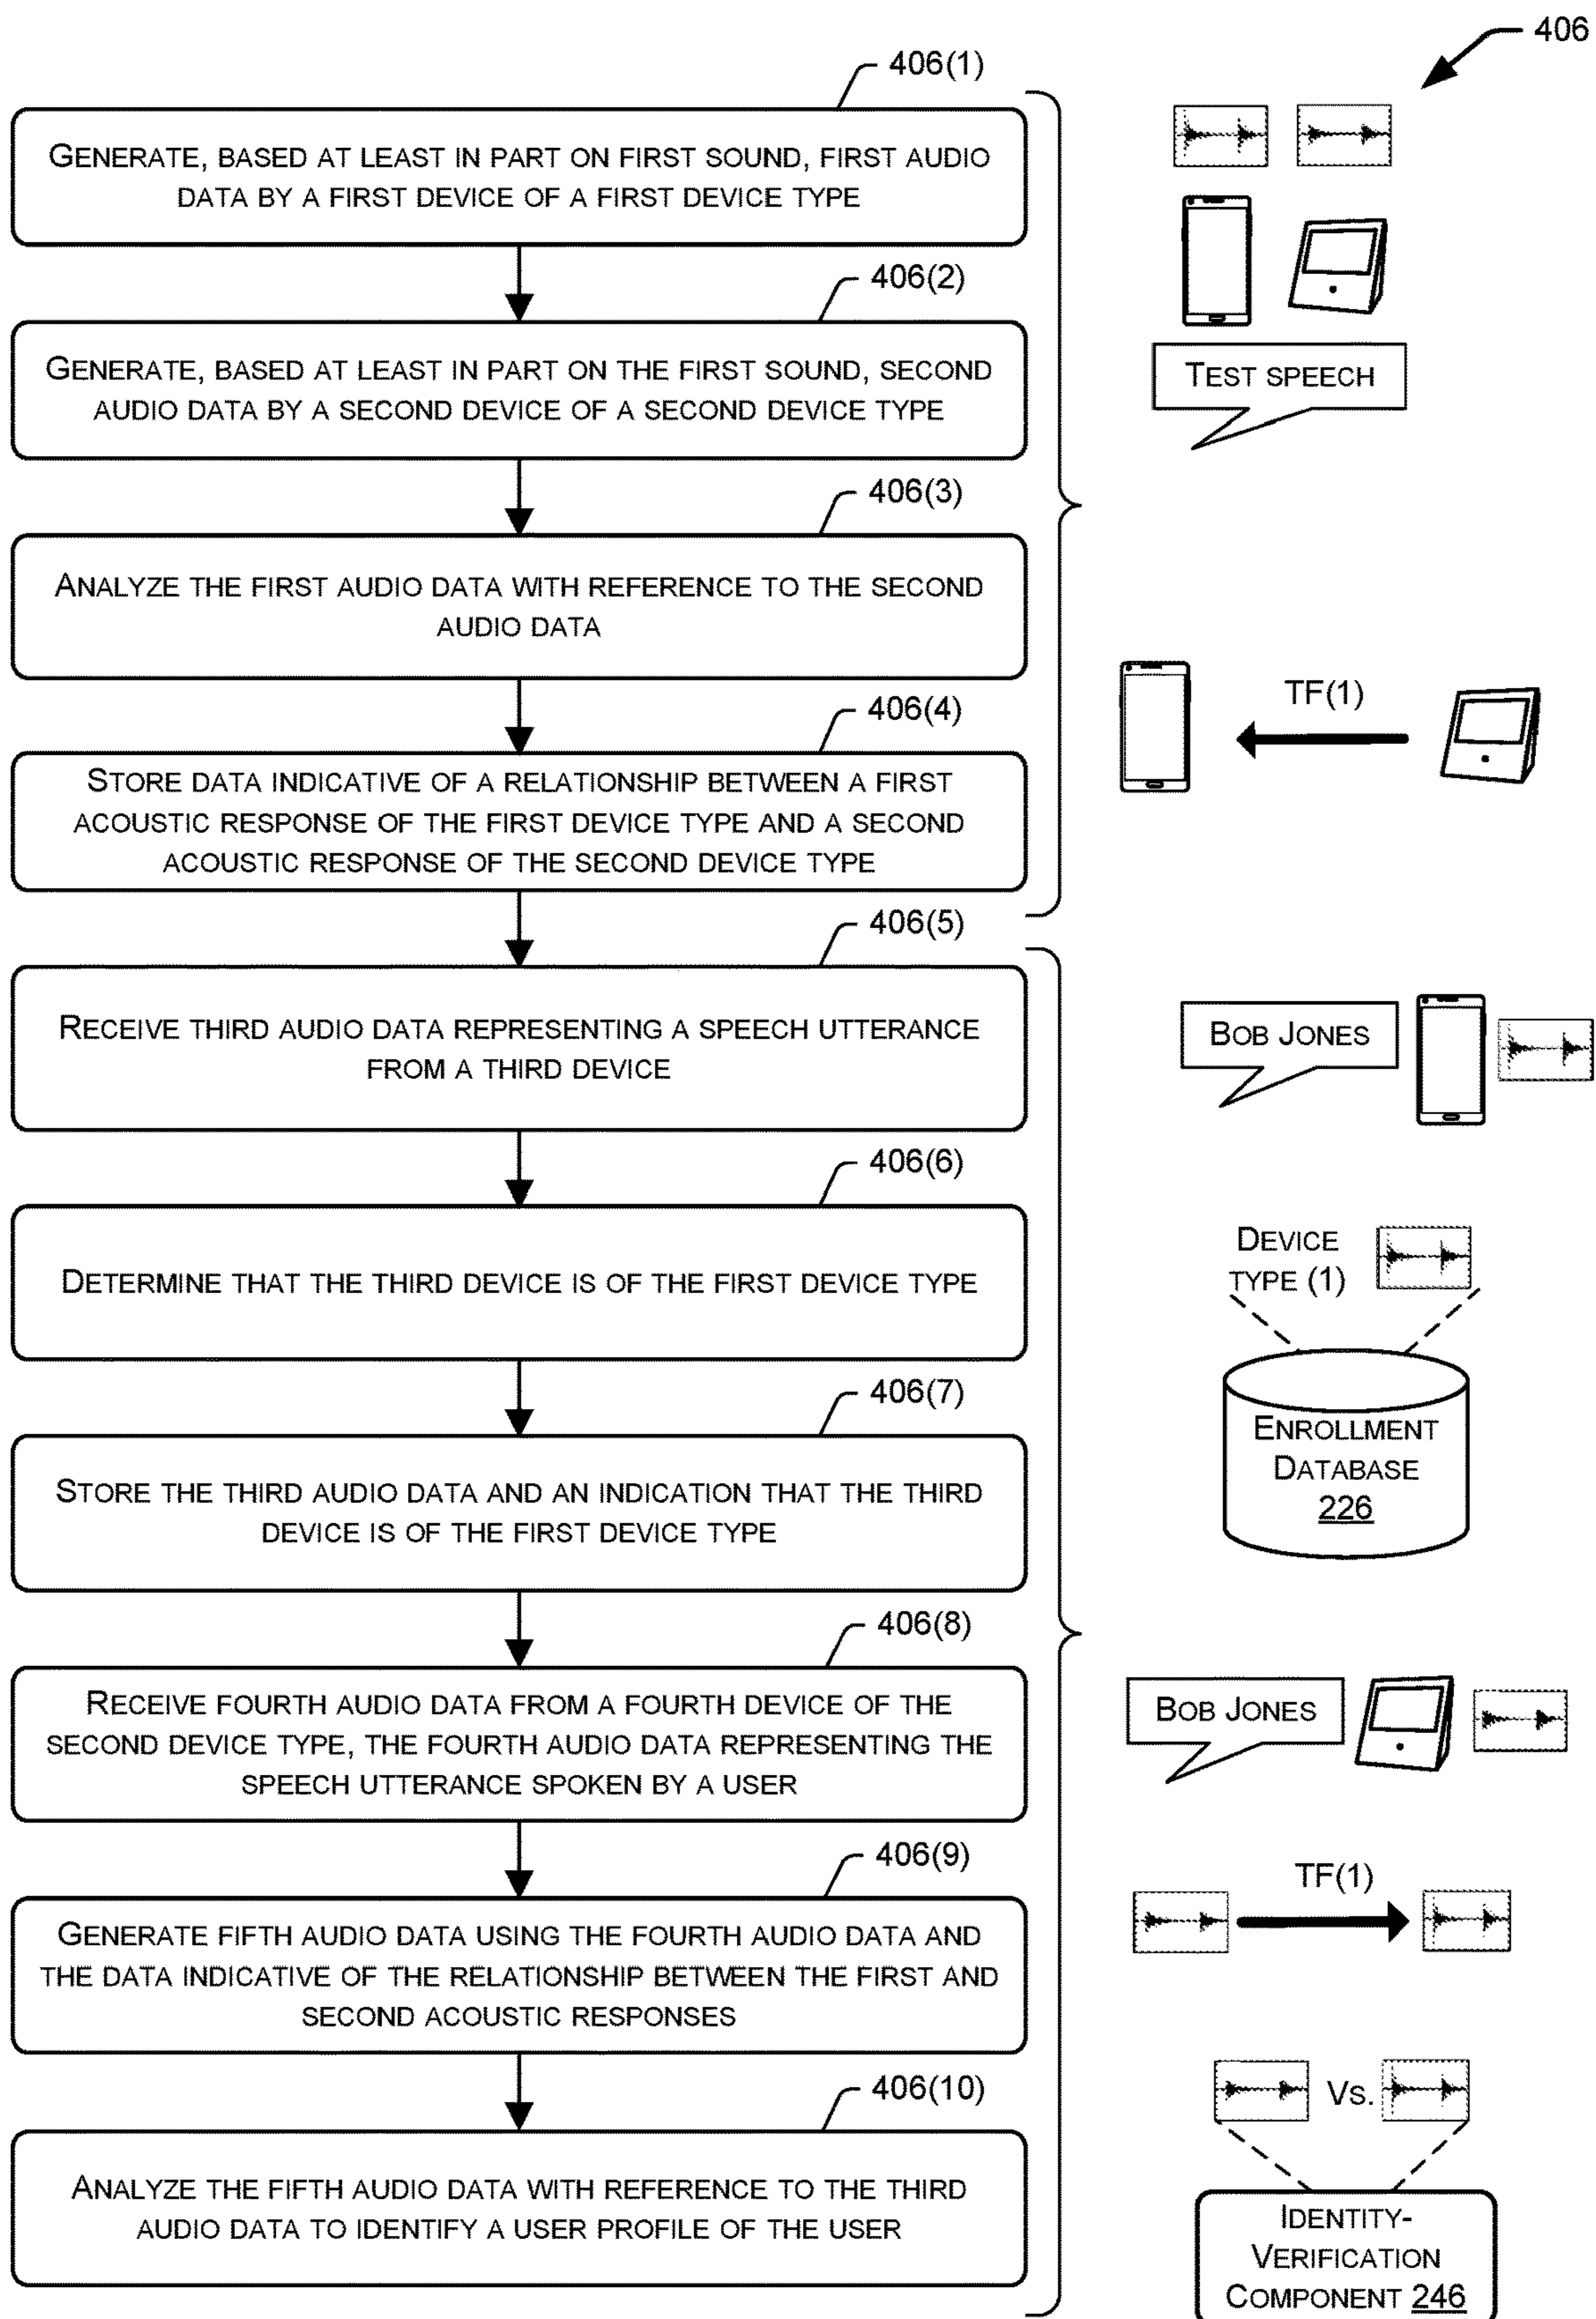 406
406(1)
GENERATE, BASED AT LEAST IN PART ON FIRST SOUND, FIRST AUDIO
DATA BY A FIRST DEVICE OF A FIRST DEVICE TYPE
406(2)
GENERATE, BASED AT LEAST IN PART ON THE FIRST SOUND, SECOND
AUDIO DATA BY A SECOND DEVICE OF A SECOND DEVICE TYPE
TEST SPEECH
406(3)
ANALYZE THE FIRST AUDIO DATA WITH REFERENCE TO THE SECOND
AUDIO DATA
TF(1)
406(4)
STORE DATA INDICATIVE OF A RELATIONSHIP BETWEEN A FIRST
ACOUSTIC RESPONSE OF THE FIRST DEVICE TYPE AND A SECOND
ACOUSTIC RESPONSE OF THE SECOND DEVICE TYPE
406(5)
RECEIVE THIRD AUDIO DATA REPRESENTING A SPEECH UTTERANCE
FROM A THIRD DEVICE
BOB JONES
406(6)
DETERMINE THAT THE THIRD DEVICE IS OF THE FIRST DEVICE TYPE
DEVICE
TYPE (1)
406(7)
STORE THE THIRD AUDIO DATA AND AN INDICATION THAT THE THIRD
DEVICE IS OF THE FIRST DEVICE TYPE
ENROLLMENT
DATABASE
226
406(8)
RECEIVE FOURTH AUDIO DATA FROM A FOURTH DEVICE OF THE
SECOND DEVICE TYPE, THE FOURTH AUDIO DATA REPRESENTING THE
SPEECH UTTERANCE SPOKEN BY A USER
BOB JONES
406(9)
GENERATE FIFTH AUDIO DATA USING THE FOURTH AUDIO DATA AND
THE DATA INDICATIVE OF THE RELATIONSHIP BETWEEN THE FIRST AND
SECOND ACOUSTIC RESPONSES
TF(1)
406(10)
ANALYZE THE FIFTH AUDIO DATA WITH REFERENCE TO THE THIRD
AUDIO DATA TO IDENTIFY A USER PROFILE OF THE USER
VS.
IDENTITY-
VERIFICATION
COMPONENT 246